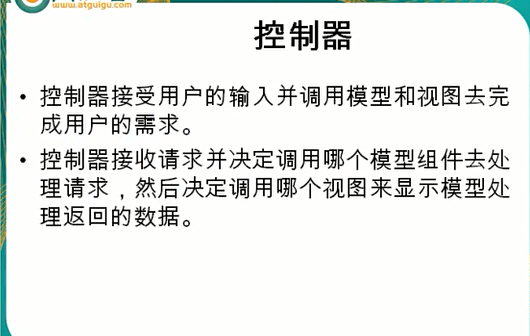 www.atguigu.com
控制器
• 控制器接受用户的输入并调用模型和视图去完
成用户的需求。
• 控制器接收请求并决定调用哪个模型组件去处
理请求，然后决定调用哪个视图来显示模型处
理返回的数据。